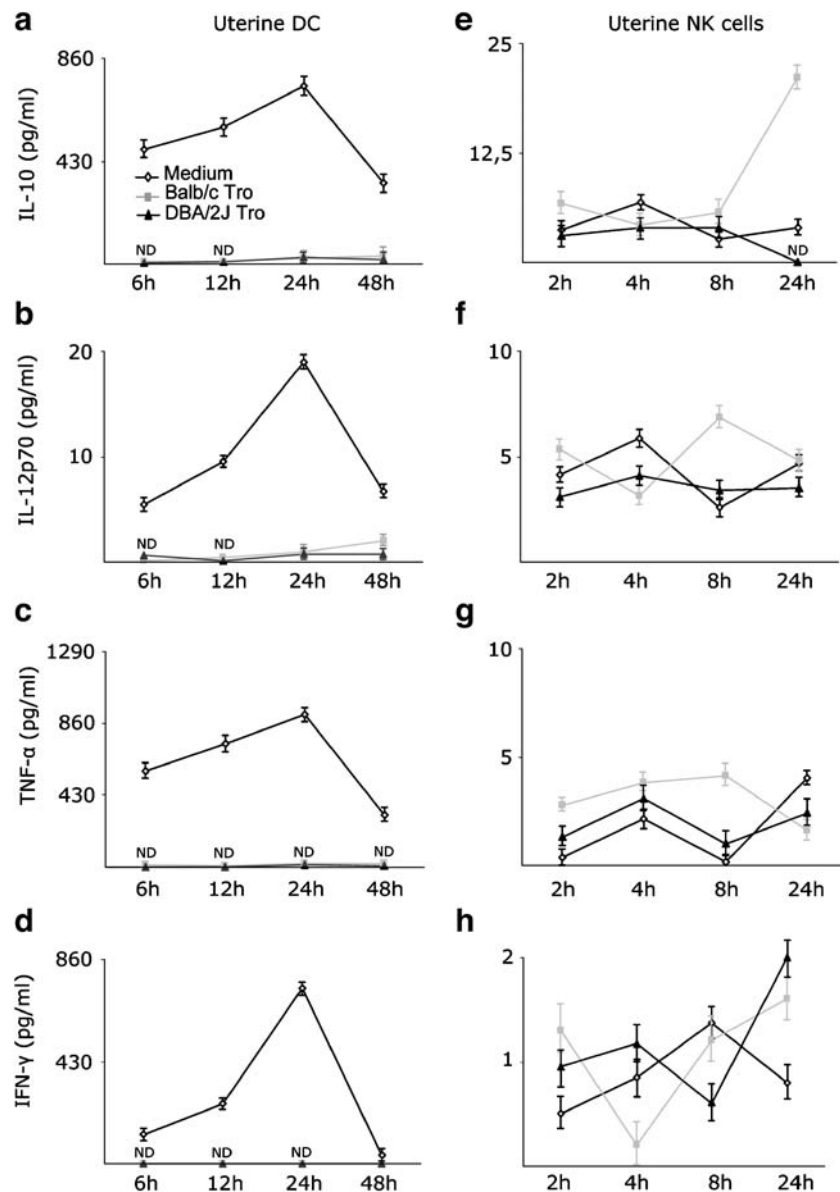 a
Uterine DC
860
430
IL-10 (pg/ml)
Medium
Balb/c Tro
DBA/2J Tro
ND
ND
6h 12h 24h 48h
b
20
10
IL-12p70 (pg/ml)
ND
ND
6h 12h 24h 48h
c
1290
860
430
TNF-α (pg/ml)
ND
ND
ND
ND
6h 12h 24h 48h
d
860
430
IFN-γ (pg/ml)
ND
ND
ND
6h 12h 24h 48h
e
Uterine NK cells
25
12,5
ND
2h 4h 8h 24h
f
10
5
2h 4h 8h 24h
g
10
5
2h 4h 8h 24h
h
2
1
2h 4h 8h 24h